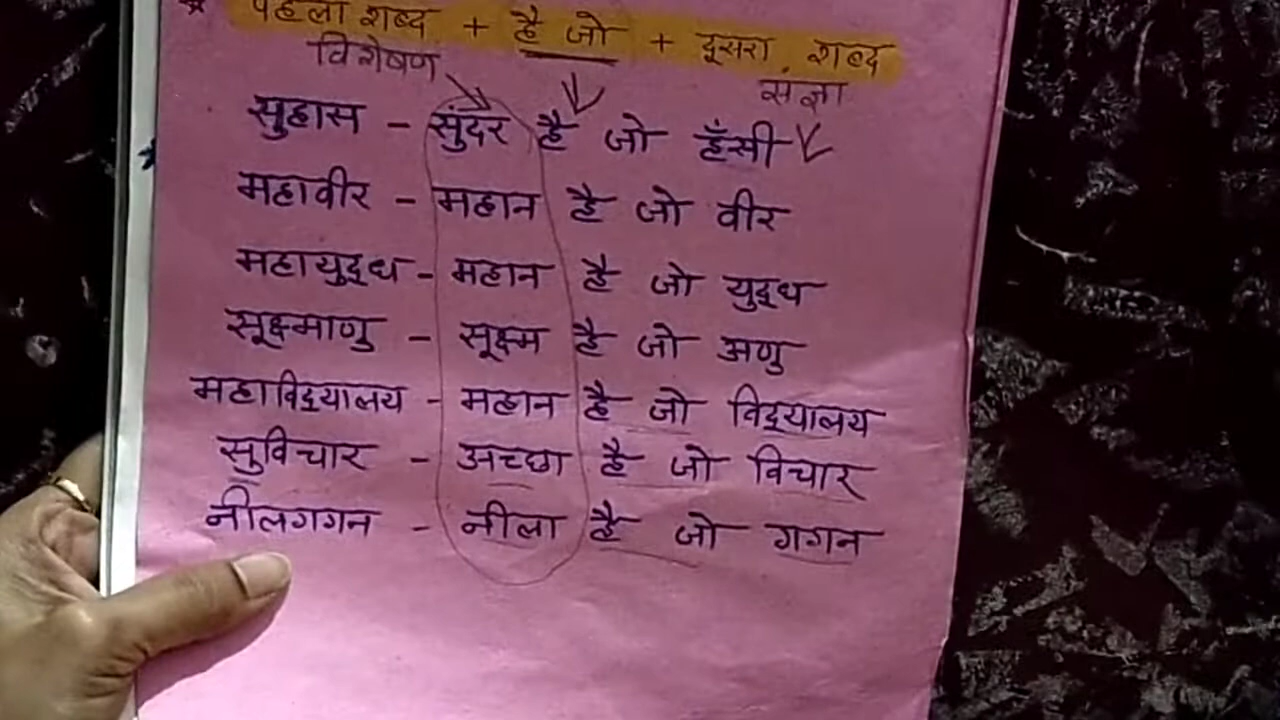 * पहला शब्द + है जो + दूसरा शब्द
विशेषण संज्ञा
सुहास - सुंदर है जो हँसी
महावीर - महान है जो वीर
महायुद्ध - महान है जो युद्ध
सूक्ष्माणु - सूक्ष्म है जो अणु
महाविद्यालय - महान है जो विद्यालय
सुविचार - अच्छा है जो विचार
नीलगगन - नीला है जो गगन